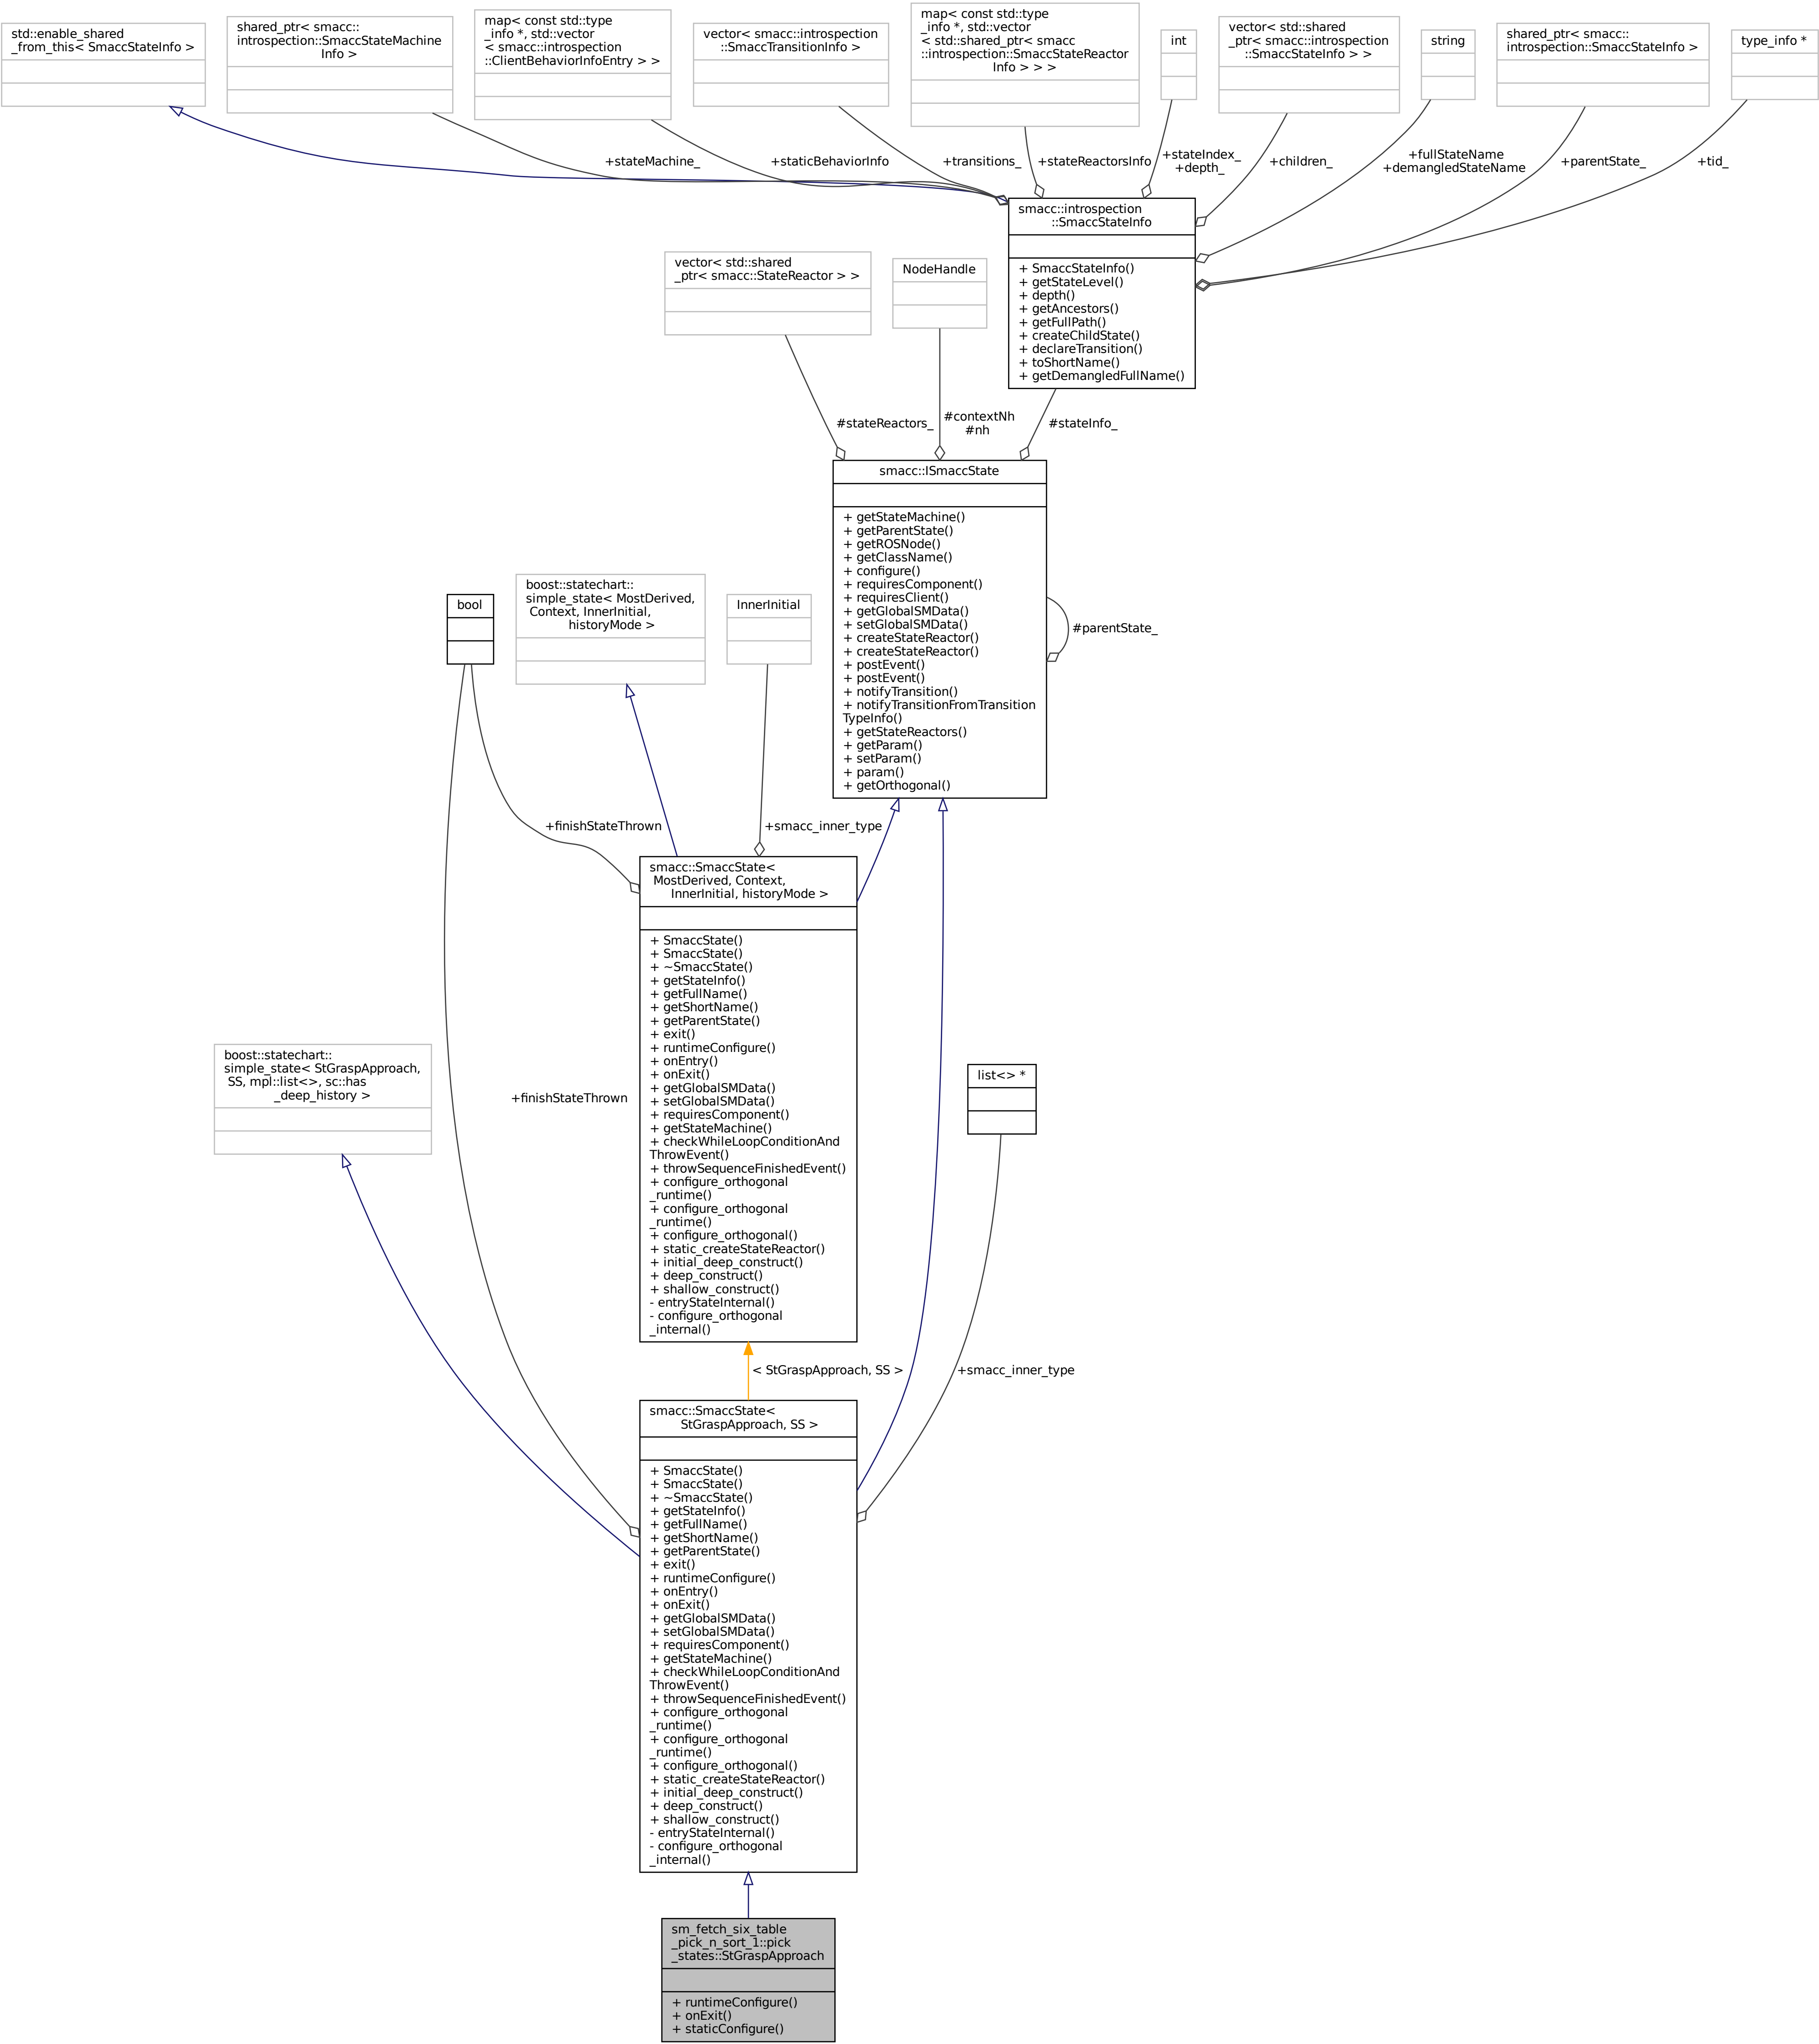 std::enable_shared
_from_this< SmaccStateInfo >
shared_ptr< smacc::
introspection::SmaccStateMachine
Info >
map< const std::type
_info *, std::vector
< smacc::introspection
::ClientBehaviorInfoEntry > >
vector< smacc::introspection
::SmaccTransitionInfo >
map< const std::type
_info *, std::vector
< std::shared_ptr< smacc
::introspection::SmaccStateReactor
Info > > >
int
vector< std::shared
_ptr< smacc::introspection
::SmaccStateInfo > >
string
shared_ptr< smacc::
introspection::SmaccStateInfo >
type_info *
+stateMachine_
+staticBehaviorInfo
+transitions_
+stateReactorsInfo
+stateIndex_
+depth_
+children_
+fullStateName
+demangledStateName
+parentState_
+tid_
smacc::introspection
::SmaccStateInfo
+ SmaccStateInfo()
+ getStateLevel()
+ depth()
+ getAncestors()
+ getFullPath()
+ createChildState()
+ declareTransition()
+ toShortName()
+ getDemangledFullName()
vector< std::shared
_ptr< smacc::StateReactor > >
NodeHandle
#stateReactors_
#contextNh
#nh
#stateInfo_
smacc::ISmaccState
+ getStateMachine()
+ getParentState()
+ getROSNode()
+ getClassName()
+ configure()
+ requiresComponent()
+ requiresClient()
+ getGlobalSMData()
+ setGlobalSMData()
+ createStateReactor()
+ createStateReactor()
+ postEvent()
+ postEvent()
+ notifyTransition()
+ notifyTransitionFromTransition
TypeInfo()
+ getStateReactors()
+ getParam()
+ setParam()
+ param()
+ getOrthogonal()
#parentState_
bool
boost::statechart::
simple_state< MostDerived,
Context, InnerInitial,
historyMode >
InnerInitial
+finishStateThrown
+smacc_inner_type
smacc::SmaccState<
MostDerived, Context,
InnerInitial, historyMode >
+ SmaccState()
+ SmaccState()
+ ~SmaccState()
+ getStateInfo()
+ getFullName()
+ getShortName()
+ getParentState()
+ exit()
+ runtimeConfigure()
+ onEntry()
+ onExit()
+ getGlobalSMData()
+ setGlobalSMData()
+ requiresComponent()
+ getStateMachine()
+ checkWhileLoopConditionAnd
ThrowEvent()
+ throwSequenceFinishedEvent()
+ configure_orthogonal
_runtime()
+ configure_orthogonal
_runtime()
+ configure_orthogonal()
+ static_createStateReactor()
+ initial_deep_construct()
+ deep_construct()
+ shallow_construct()
- entryStateInternal()
- configure_orthogonal
_internal()
boost::statechart::
simple_state< StGraspApproach,
SS, mpl::list<>, sc::has
_deep_history >
+finishStateThrown
list<> *
< StGraspApproach, SS >
+smacc_inner_type
smacc::SmaccState<
StGraspApproach, SS >
+ SmaccState()
+ SmaccState()
+ ~SmaccState()
+ getStateInfo()
+ getFullName()
+ getShortName()
+ getParentState()
+ exit()
+ runtimeConfigure()
+ onEntry()
+ onExit()
+ getGlobalSMData()
+ setGlobalSMData()
+ requiresComponent()
+ getStateMachine()
+ checkWhileLoopConditionAnd
ThrowEvent()
+ throwSequenceFinishedEvent()
+ configure_orthogonal
_runtime()
+ configure_orthogonal
_runtime()
+ configure_orthogonal()
+ static_createStateReactor()
+ initial_deep_construct()
+ deep_construct()
+ shallow_construct()
- entryStateInternal()
- configure_orthogonal
_internal()
sm_fetch_six_table
_pick_n_sort_1::pick
_states::StGraspApproach
+ runtimeConfigure()
+ onExit()
+ staticConfigure()